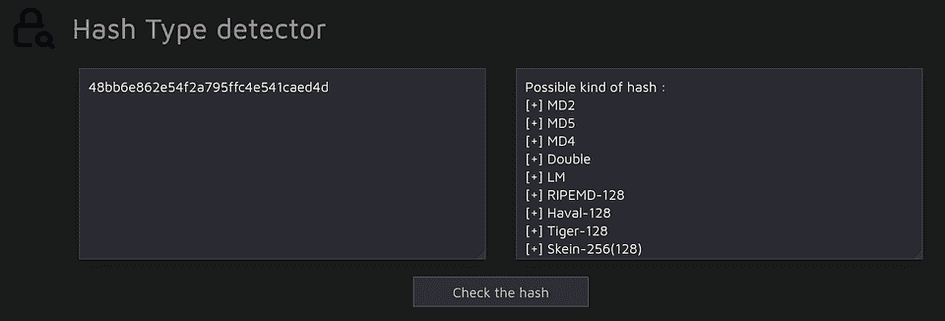 Hash Type detector
48bb6e862e54f2a795ffc4e541caed4d
Possible kind of hash :
[+] MD2
[+] MD5
[+] MD4
[+] Double
[+] LM
[+] RIPEMD-128
[+] Haval-128
[+] Tiger-128
[+] Skein-256(128)
Check the hash